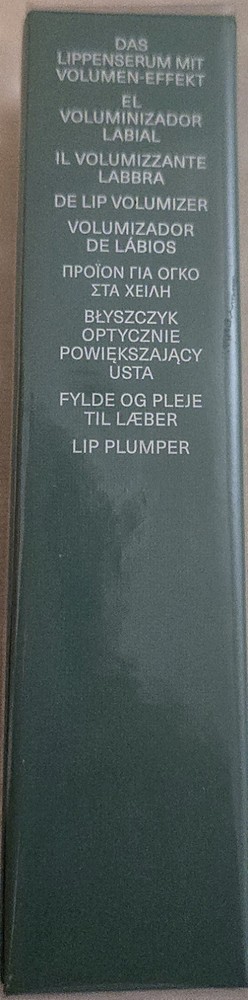 DAS
LIPPENSERUM MIT
VOLUMEN-EFFEKT
EL
VOLUMINIZADOR
LABIAL
IL VOLUMIZZANTE
LABBRA
DE LIP VOLUMIZER
VOLUMIZADOR
DE LÁBIOS
ΠΡΟΪΟΝ ΓΙΑ ΟΓΚΟ
ΣΤΑ ΧΕΙΛΗ
BŁYSZCZYK
OPTYCZNIE
POWIĘKSZAJĄCY
USTA
FYLDE OG PLEJE
TIL LÆBER
LIP PLUMPER